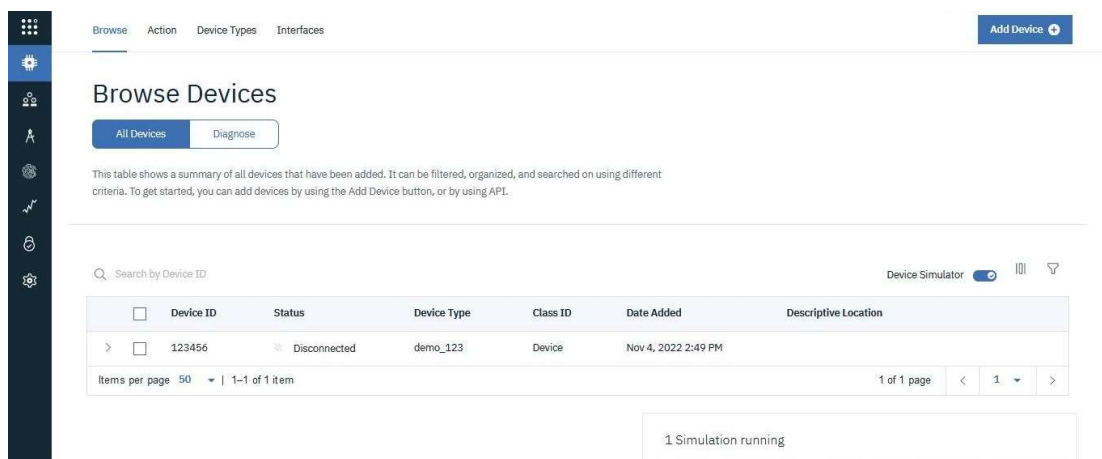 Browse Action Device Types Interfaces Add Device
Browse Devices
All Devices Diagnose
This table shows a summary of all devices that have been added. It can be filtered, organized, and searched on using different
criteria. To get started, you can add devices by using the Add Device button, or by using API.
Search by Device ID Device Simulator
Device ID Status Device Type Class ID Date Added Descriptive Location
123456 Disconnected demo_123 Device Nov 4, 2022 2:49 PM
Items per page 50 | 1–1 of 1 item 1 of 1 page < 1 >
1 Simulation running